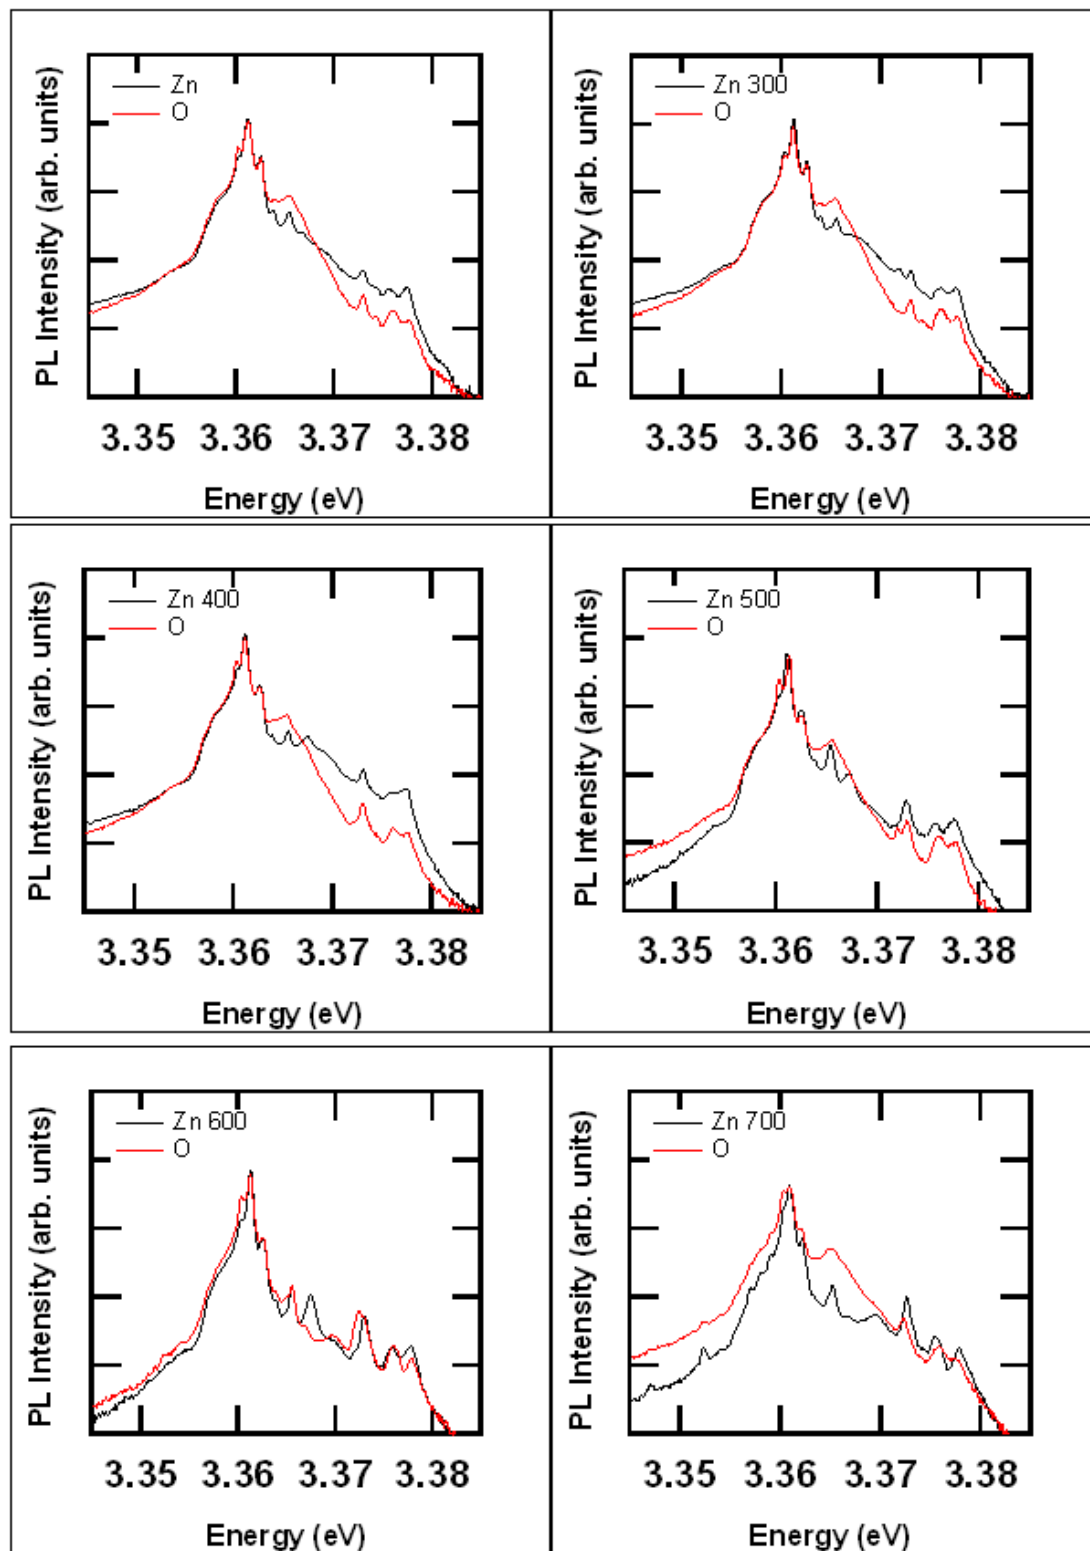 PL Intensity (arb. units)
Zn
O
3.35 3.36 3.37 3.38
Energy (eV)
PL Intensity (arb. units)
Zn 300
O
3.35 3.36 3.37 3.38
Energy (eV)
PL Intensity (arb. units)
Zn 400
O
3.35 3.36 3.37 3.38
Energy (eV)
PL Intensity (arb. units)
Zn 500
O
3.35 3.36 3.37 3.38
Energy (eV)
PL Intensity (arb. units)
Zn 600
O
3.35 3.36 3.37 3.38
Energy (eV)
PL Intensity (arb. units)
Zn 700
O
3.35 3.36 3.37 3.38
Energy (eV)